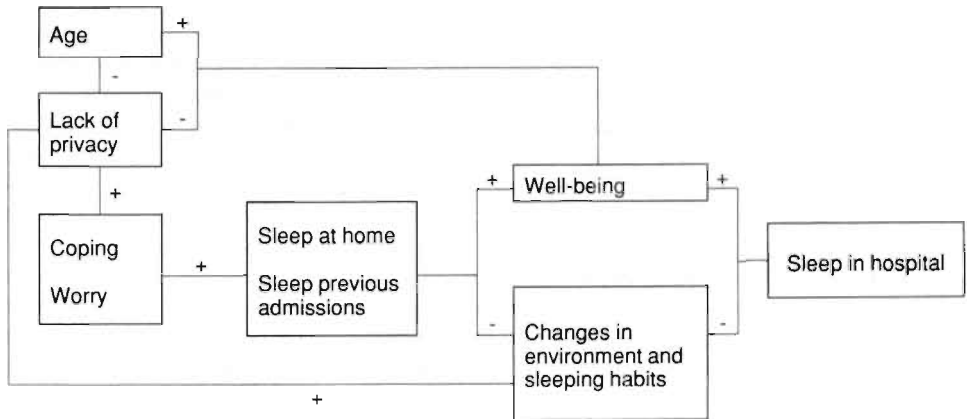 Age
+
-
Lack of
privacy
-
+
Coping
Worry
+
Sleep at home
Sleep previous
admissions
+
Well-being
+
-
Changes in
environment and
sleeping habits
-
Sleep in hospital
+